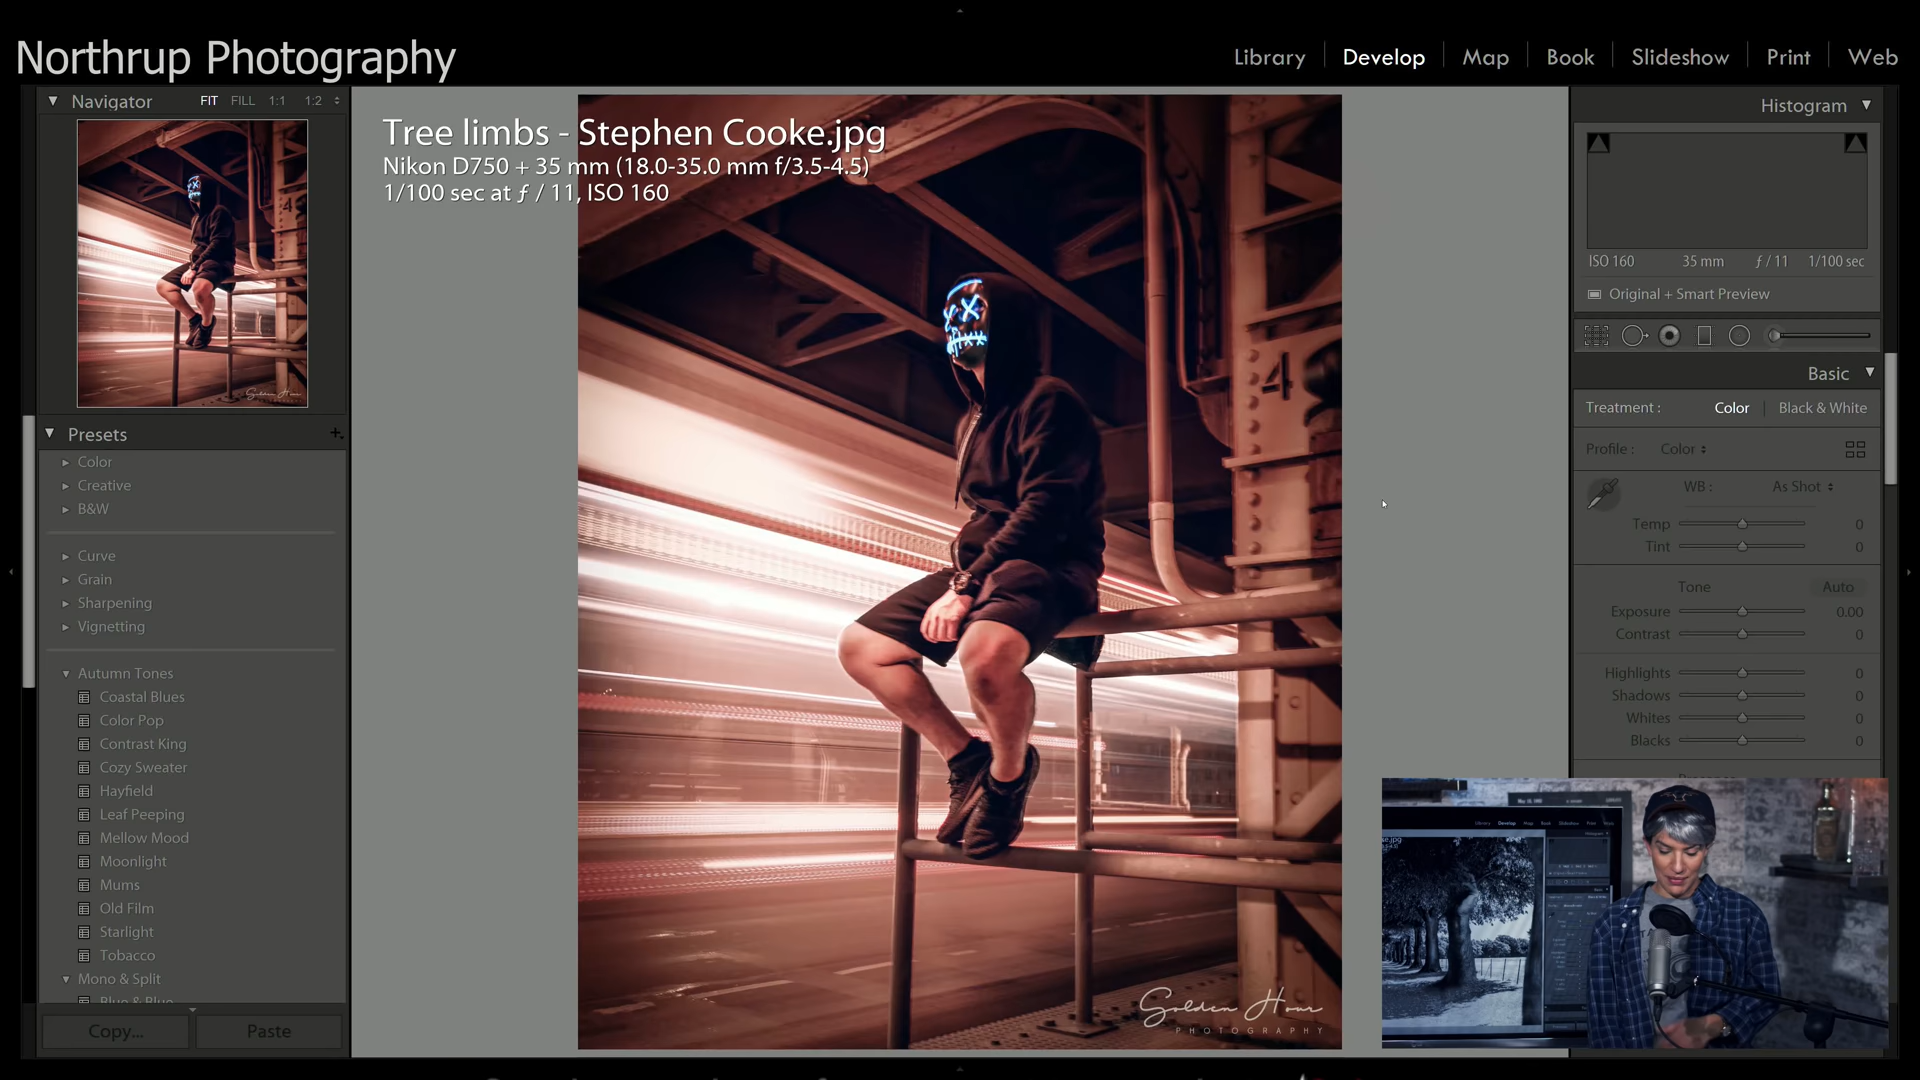 Northrup Photography
Library
Develop
Map
Book
Slideshow
Print
Web
Navigator
FIT
FILL
1:1
1:2
Tree limbs - Stephen Cooke.jpg
Nikon D750 + 35 mm (18.0-35.0 mm f/3.5-4.5)
1/100 sec at ƒ / 11, ISO 160
4
Presets
Color
Creative
B&W
Curve
Grain
Sharpening
Vignetting
Autumn Tones
Coastal Blues
Color Pop
Contrast King
Cozy Sweater
Hayfield
Leaf Peeping
Mellow Mood
Moonlight
Mums
Old Film
Starlight
Tobacco
Mono & Split
Blue & Blue
Copy...
Paste
Golden Hour
PHOTOGRAPHY
Histogram
ISO 160
35 mm
ƒ / 11
1/100 sec
Original + Smart Preview
Basic
Treatment :
Color
Black & White
Profile :
Color
WB :
As Shot
Temp
0
Tint
0
Tone
Auto
Exposure
0.00
Contrast
0
Highlights
0
Shadows
0
Whites
0
Blacks
0